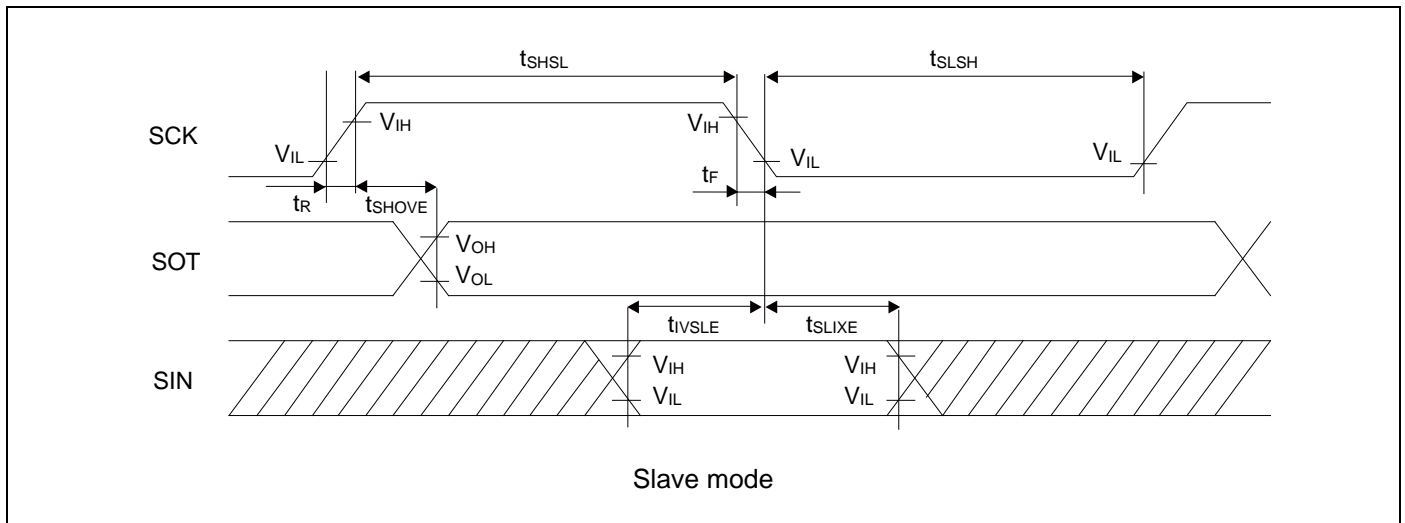 tSHSL
tSLSH
SCK
VIH
VIH
VIL
VIL
VIL
tF
tR
tSHOVE
SOT
VOH
VOL
tIVSLE
tSLIXE
SIN
VIH
VIH
VIL
VIL
Slave mode